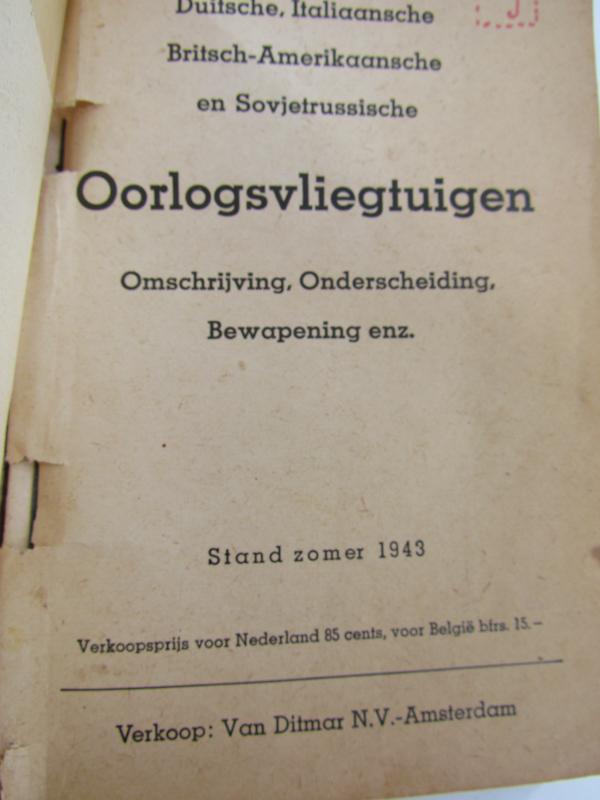 Duitsche, Italiaansche
Britsch-Amerikaansche
en Sovjetrussische
Oorlogsvliegtuigen
Omschrijving, Onderscheiding,
Bewapening enz.
Stand zomer 1943
Verkoopsprijs voor Nederland 85 cents, voor België bfrs. 15.–
Verkoop: Van Ditmar N.V.-Amsterdam